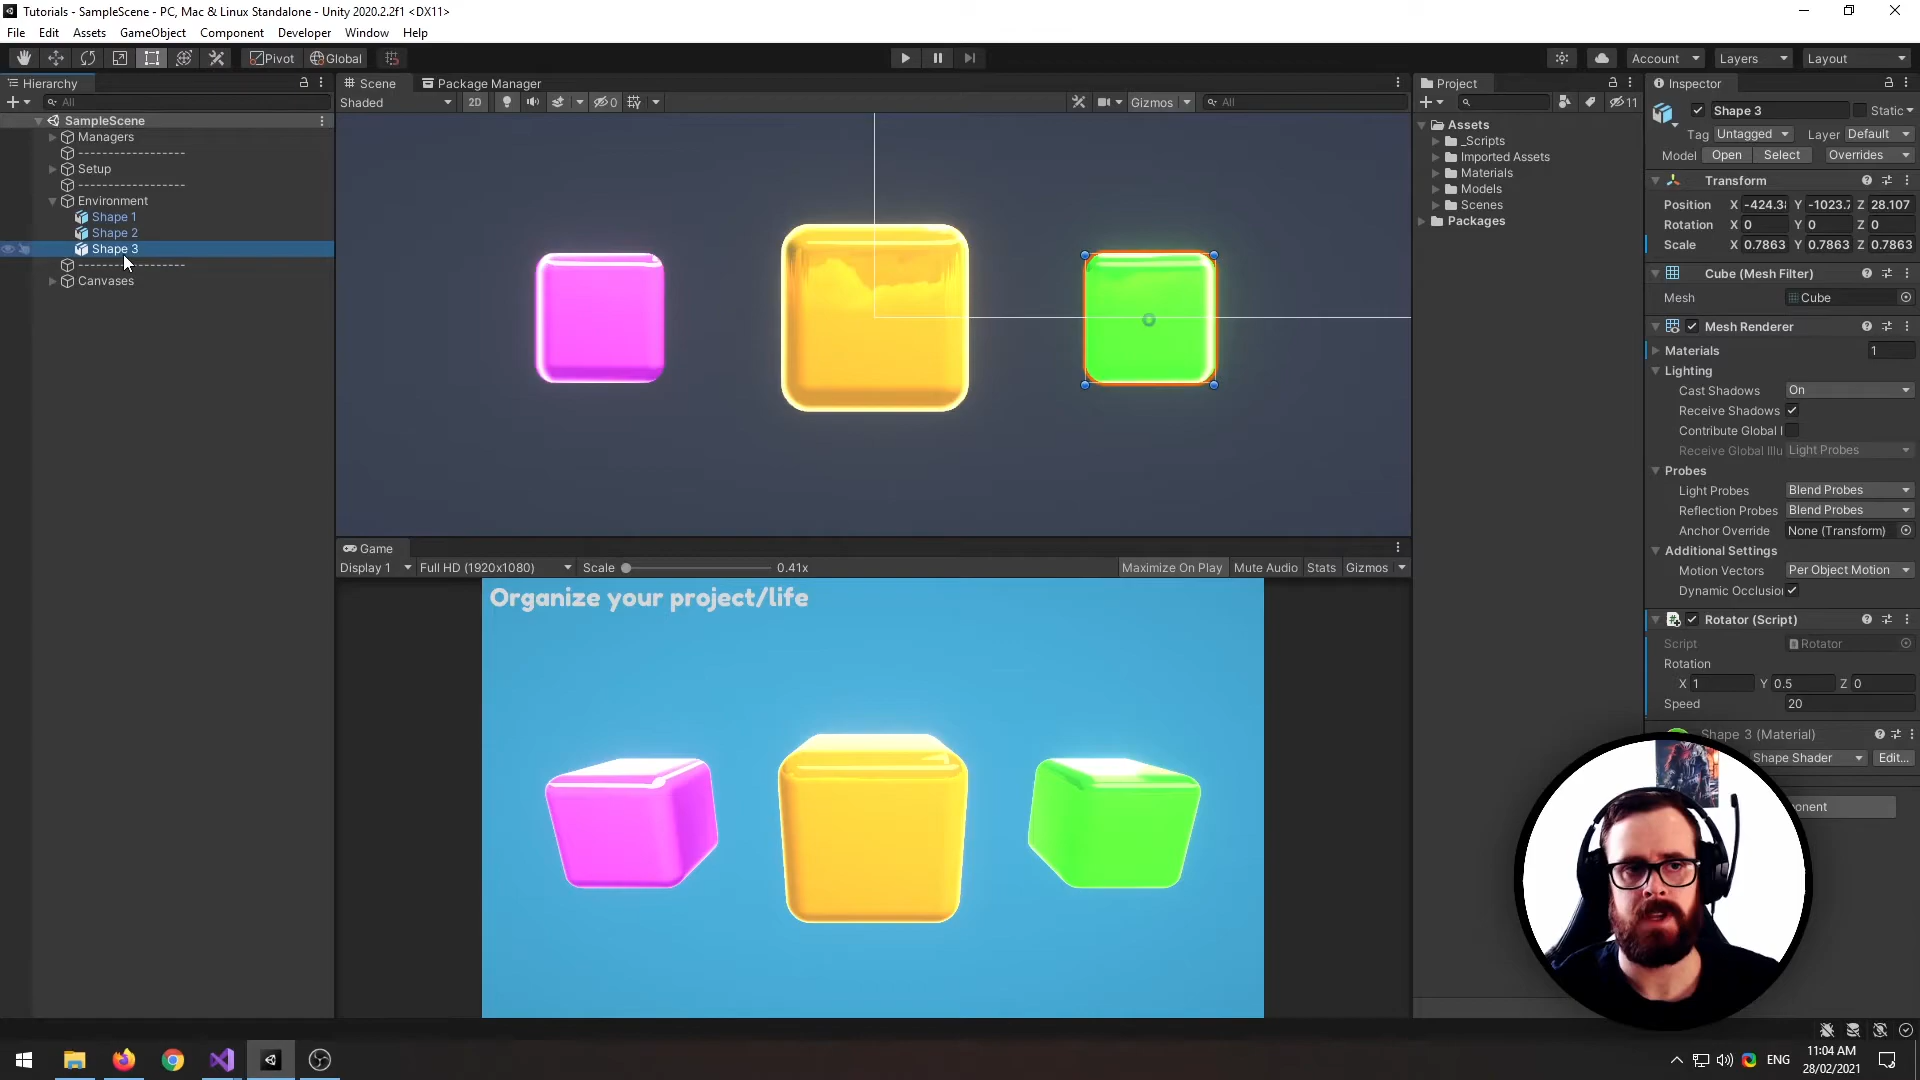 Tutorials - SampleScene - PC, Mac & Linux Standalone - Unity 2020.2.2f1 <DX11>
File Edit Assets GameObject Component Developer Window Help
Pivot Global Account Layers Layout
Hierarchy
All
SampleScene
Managers
------------------
Setup
------------------
Environment
Shape 1
Shape 2
Shape 3
------------------
Canvases
Scene Package Manager
Shaded 2D 0 Gizmos All
Game
Display 1 Full HD (1920x1080) Scale 0.41x Maximize On Play Mute Audio Stats Gizmos
Organize your project/life
Project
11
Assets
_Scripts
Imported Assets
Materials
Models
Scenes
Packages
Inspector
Shape 3 Static
Tag Untagged Layer Default
Model Open Select Overrides
Transform
Position X -424.3 Y -1023. Z 28.107
Rotation X 0 Y 0 Z 0
Scale X 0.7863 Y 0.7863 Z 0.7863
Cube (Mesh Filter)
Mesh Cube
Mesh Renderer
Materials 1
Lighting
Cast Shadows On
Receive Shadows
Contribute Global I
Receive Global Illu Light Probes
Probes
Light Probes Blend Probes
Reflection Probes Blend Probes
Anchor Override None (Transform)
Additional Settings
Motion Vectors Per Object Motion
Dynamic Occlusion
Rotator (Script)
Script Rotator
Rotation
X 1 Y 0.5 Z 0
Speed 20
Shape 3 (Material)
Shape Shader Edit...
onent
ENG
11:04 AM
28/02/2021